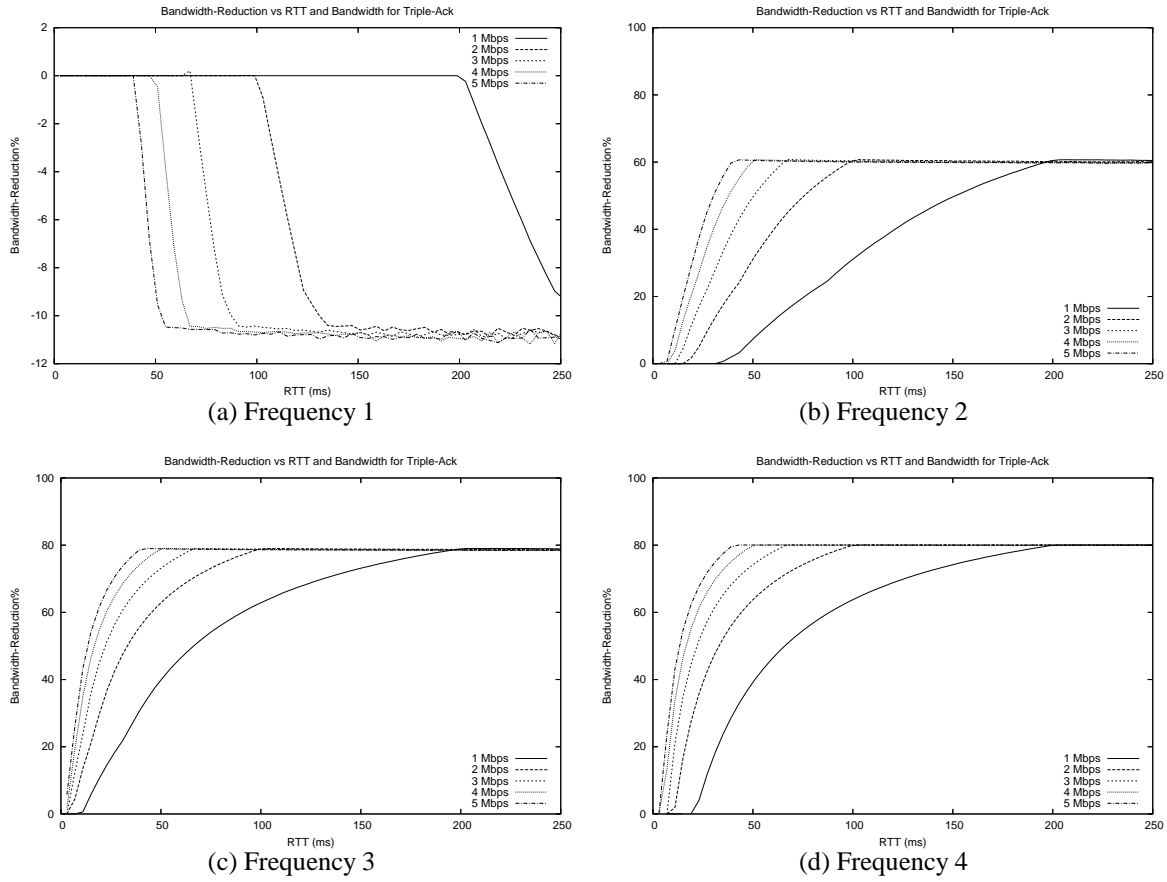 Bandwidth-Reduction vs RTT and Bandwidth for Triple-Ack
2
0
-2
-4
-6
-8
-10
-12
Bandwidth-Reduction%
1 Mbps
2 Mbps
3 Mbps
4 Mbps
5 Mbps
0 50 100 150 200 250
RTT (ms)
(a) Frequency 1
Bandwidth-Reduction vs RTT and Bandwidth for Triple-Ack
100
80
60
40
20
0
Bandwidth-Reduction%
1 Mbps
2 Mbps
3 Mbps
4 Mbps
5 Mbps
0 50 100 150 200 250
RTT (ms)
(b) Frequency 2
Bandwidth-Reduction vs RTT and Bandwidth for Triple-Ack
100
80
60
40
20
0
Bandwidth-Reduction%
1 Mbps
2 Mbps
3 Mbps
4 Mbps
5 Mbps
0 50 100 150 200 250
RTT (ms)
(c) Frequency 3
Bandwidth-Reduction vs RTT and Bandwidth for Triple-Ack
100
80
60
40
20
0
Bandwidth-Reduction%
1 Mbps
2 Mbps
3 Mbps
4 Mbps
5 Mbps
0 50 100 150 200 250
RTT (ms)
(d) Frequency 4